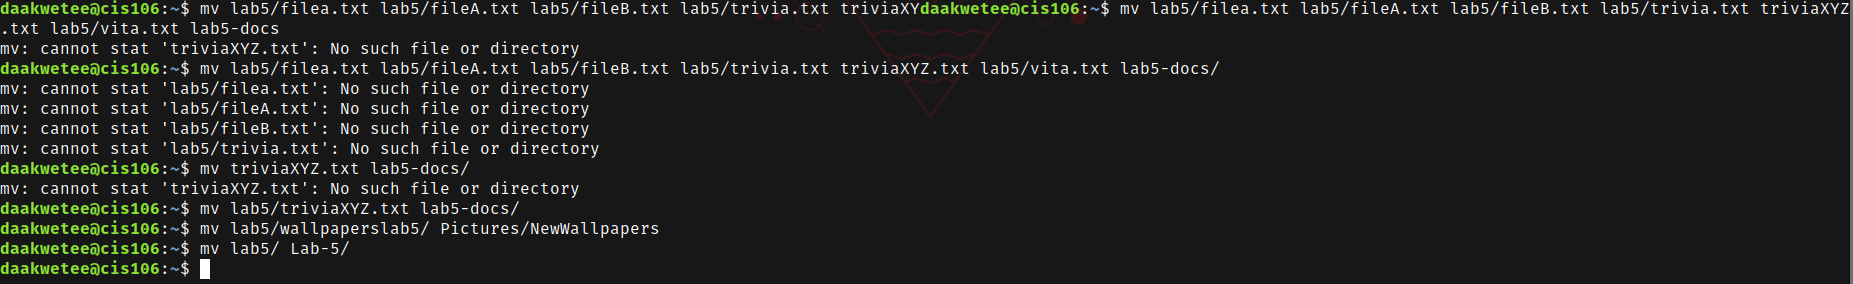 daakwetee@cis106:~$ mv lab5/filea.txt lab5/fileA.txt lab5/fileB.txt lab5/trivia.txt triviaXYdaakwetee@cis106:~$ mv lab5/filea.txt lab5/fileA.txt lab5/fileB.txt lab5/trivia.txt triviaXYZ
.txt lab5/vita.txt lab5-docs
mv: cannot stat 'triviaXYZ.txt': No such file or directory
daakwetee@cis106:~$ mv lab5/filea.txt lab5/fileA.txt lab5/fileB.txt lab5/trivia.txt triviaXYZ.txt lab5/vita.txt lab5-docs/
mv: cannot stat 'lab5/filea.txt': No such file or directory
mv: cannot stat 'lab5/fileA.txt': No such file or directory
mv: cannot stat 'lab5/fileB.txt': No such file or directory
mv: cannot stat 'lab5/trivia.txt': No such file or directory
daakwetee@cis106:~$ mv triviaXYZ.txt lab5-docs/
mv: cannot stat 'triviaXYZ.txt': No such file or directory
daakwetee@cis106:~$ mv lab5/triviaXYZ.txt lab5-docs/
daakwetee@cis106:~$ mv lab5/wallpaperslab5/ Pictures/NewWallpapers
daakwetee@cis106:~$ mv lab5/ Lab-5/
daakwetee@cis106:~$